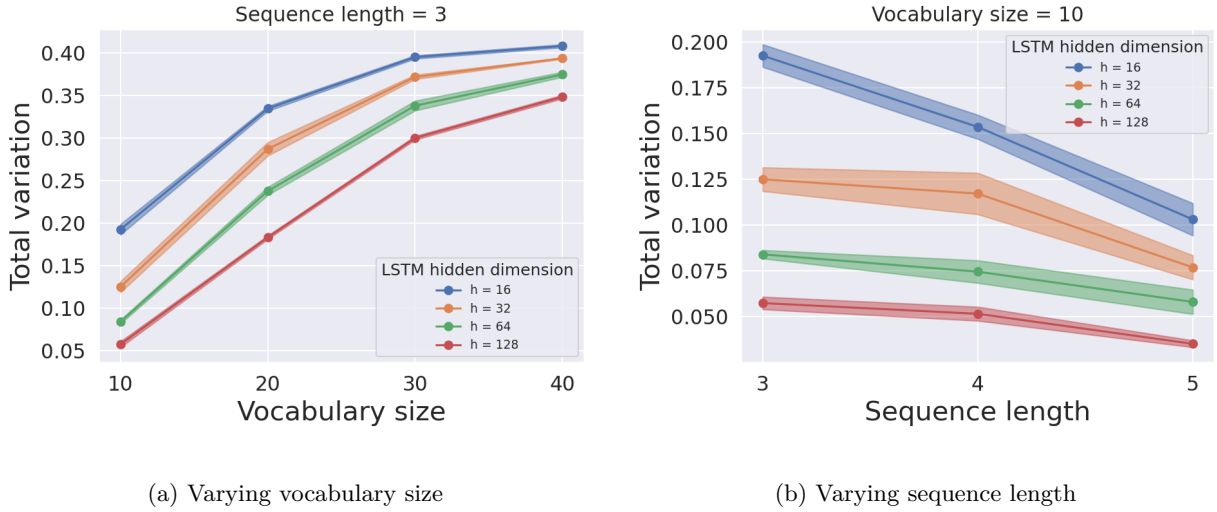 Sequence length = 3
Total variation
0.40
0.35
0.30
0.25
0.20
0.15
0.10
0.05
LSTM hidden dimension
h = 16
h = 32
h = 64
h = 128
10
20
30
40
Vocabulary size
(a) Varying vocabulary size
Vocabulary size = 10
Total variation
0.200
0.175
0.150
0.125
0.100
0.075
0.050
LSTM hidden dimension
h = 16
h = 32
h = 64
h = 128
3
4
5
Sequence length
(b) Varying sequence length